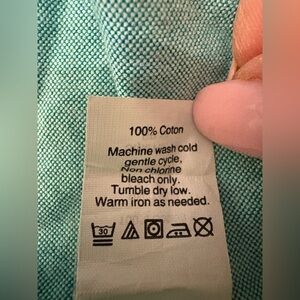 100% Coton
Machine wash cold
gentle cycle.
Non chlorine
bleach only.
Tumble dry low.
Warm iron as needed.
30